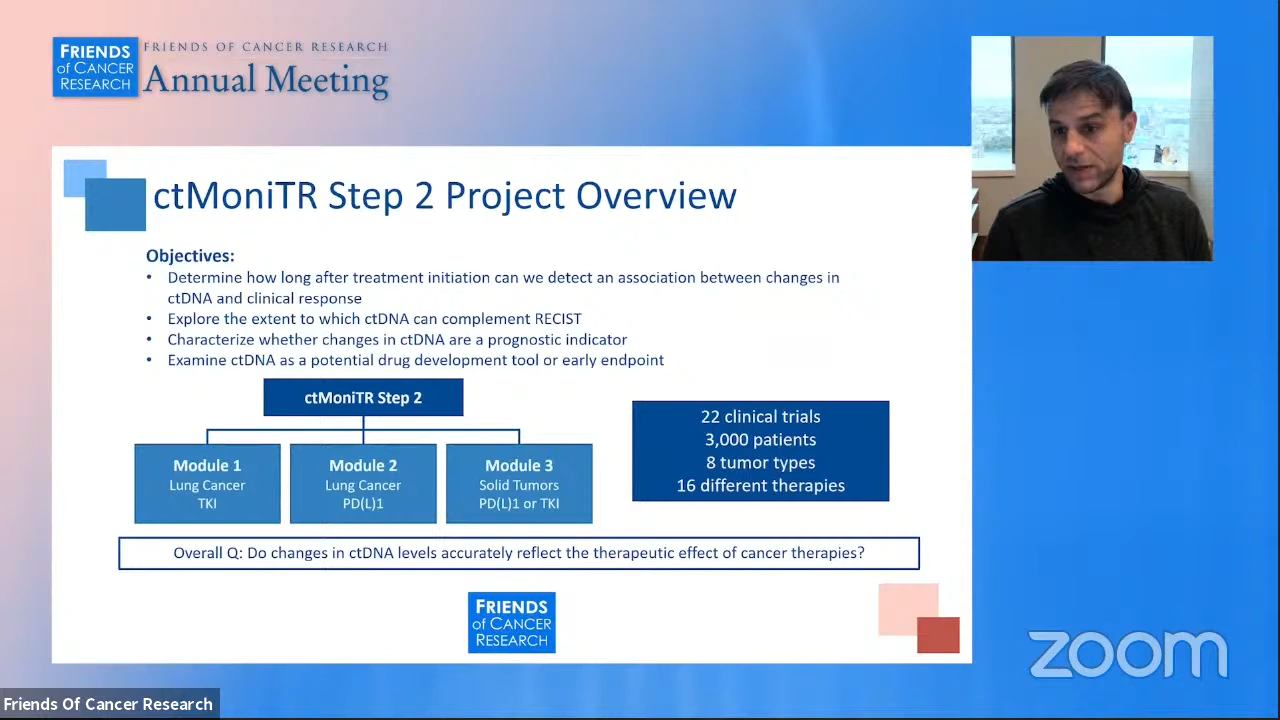 FRIENDS
of CANCER
RESEARCH
FRIENDS OF CANCER RESEARCH
Annual Meeting
ctMoniTR Step 2 Project Overview
Objectives:
• Determine how long after treatment initiation can we detect an association between changes in
ctDNA and clinical response
• Explore the extent to which ctDNA can complement RECIST
• Characterize whether changes in ctDNA are a prognostic indicator
• Examine ctDNA as a potential drug development tool or early endpoint
ctMoniTR Step 2
Module 1
Lung Cancer
TKI
Module 2
Lung Cancer
PD(L)1
Module 3
Solid Tumors
PD(L)1 or TKI
22 clinical trials
3,000 patients
8 tumor types
16 different therapies
Overall Q: Do changes in ctDNA levels accurately reflect the therapeutic effect of cancer therapies?
FRIENDS
of CANCER
RESEARCH
zoom
Friends Of Cancer Research